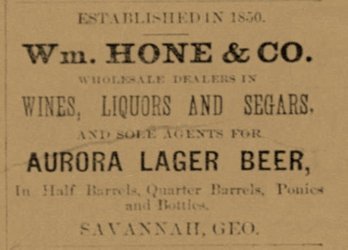 ESTABLISHED IN 1850.
Wm. HONE & CO.
WHOLESALE DEALERS IN
WINES, LIQUORS AND SEGARS,
AND SOLE AGENTS FOR
AURORA LAGER BEER,
In Half Barrels, Quarter Barrels, Ponies
and Bottles.
SAVANNAH, GEO.